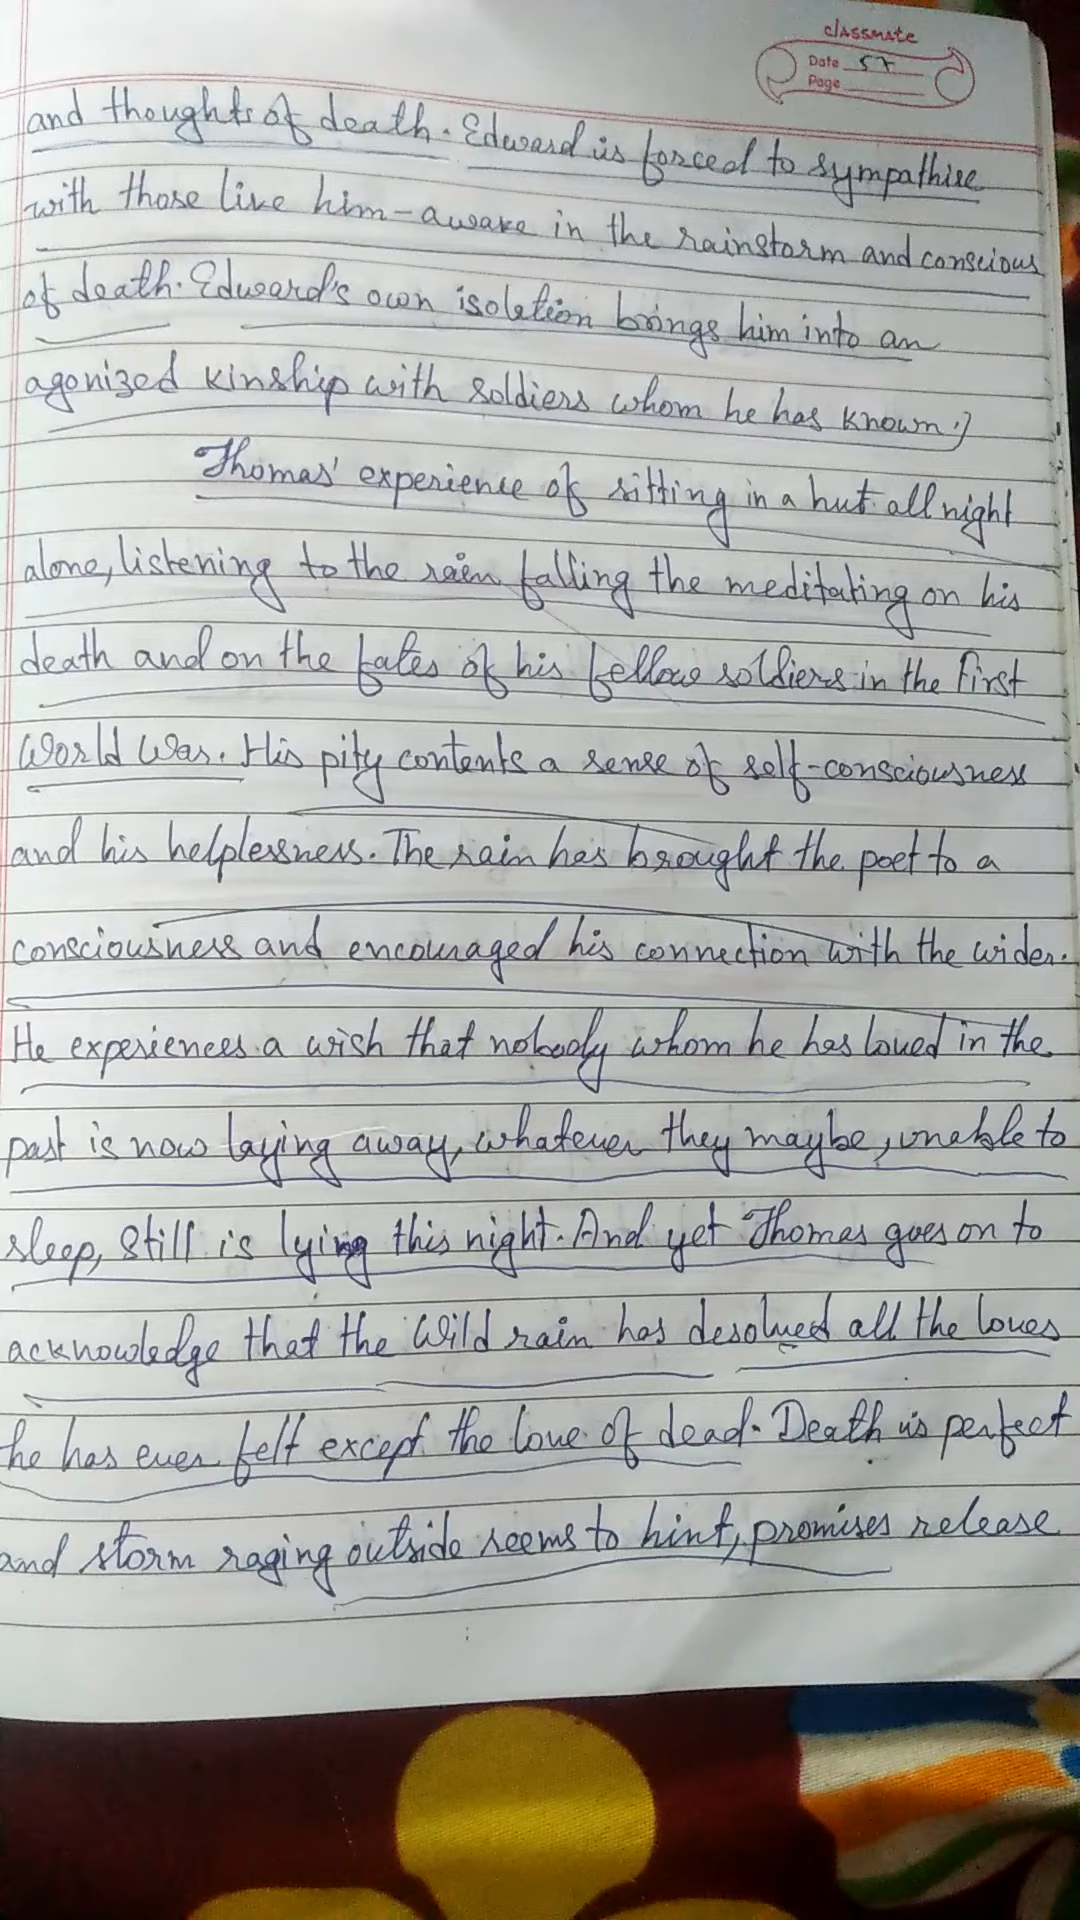 classmate
Date 57
Page
and thoughts of death. Edward is forced to sympathise
with those like him-awake in the rainstorm and conscious
of death. Edward's own isoletion brings him into an
agonized kinship with soldiers whom he has known.)
Thomas' experience of sitting in a hut all night
alone, listening to the rain falling the meditating on his
death and on the fates of his fellow soldiers in the First
World War. His pity contents a sense of self-consciousness
and his helplessness. The rain has brought the poet to a
consciousness and encouraged his connection with the wider.
He experiences a wish that nobody whom he has loved in the
past is now laying away, whatever they maybe, unable to
sleep, still is lying this night. And yet Thomas goes on to
acknowledge that the Wild rain has desolved all the loves
he has ever felt except the love of dead. Death is perfect
and storm raging outside seems to hint, promises release